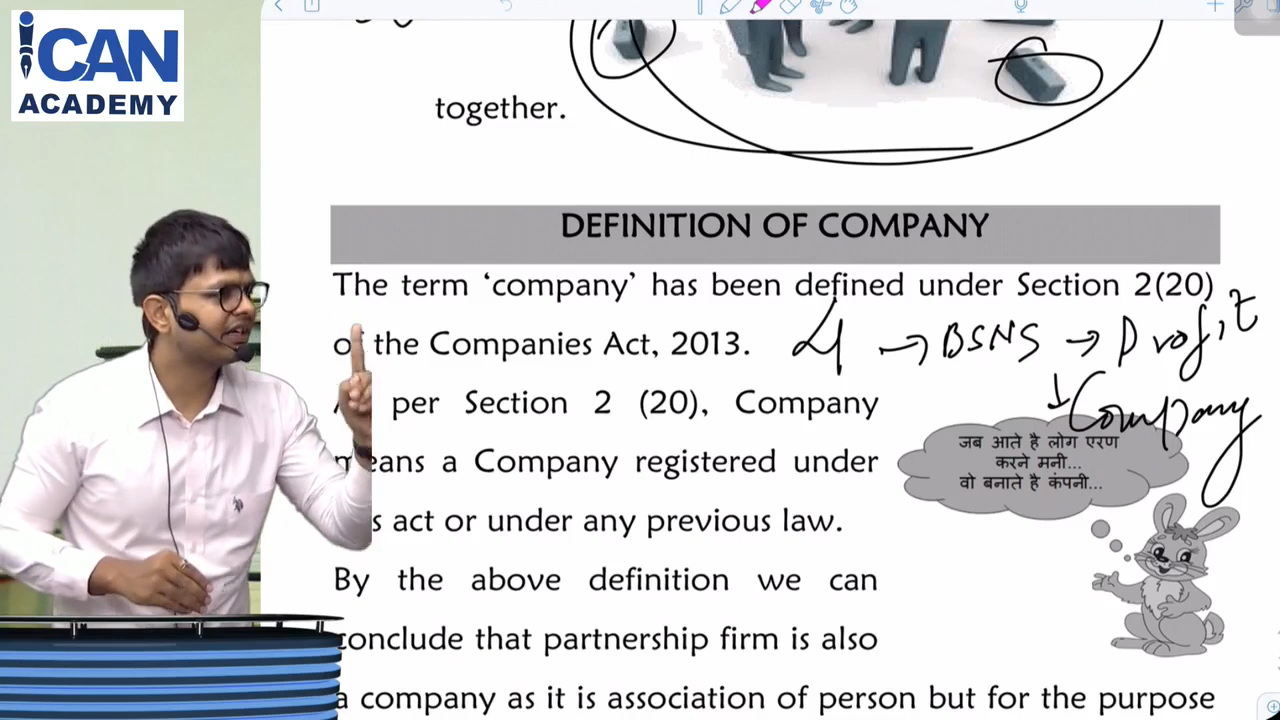 iCAN
ACADEMY
together.
DEFINITION OF COMPANY
The term ‘company’ has been defined under Section 2(20)
of the Companies Act, 2013.
→ BSNS → Profit
↓ Company
per Section 2 (20), Company
means a Company registered under
s act or under any previous law.
जब आते है लोग एरण
करने मनी...
वो बनाते है कंपनी...
By the above definition we can
conclude that partnership firm is also
a company as it is association of person but for the purpose